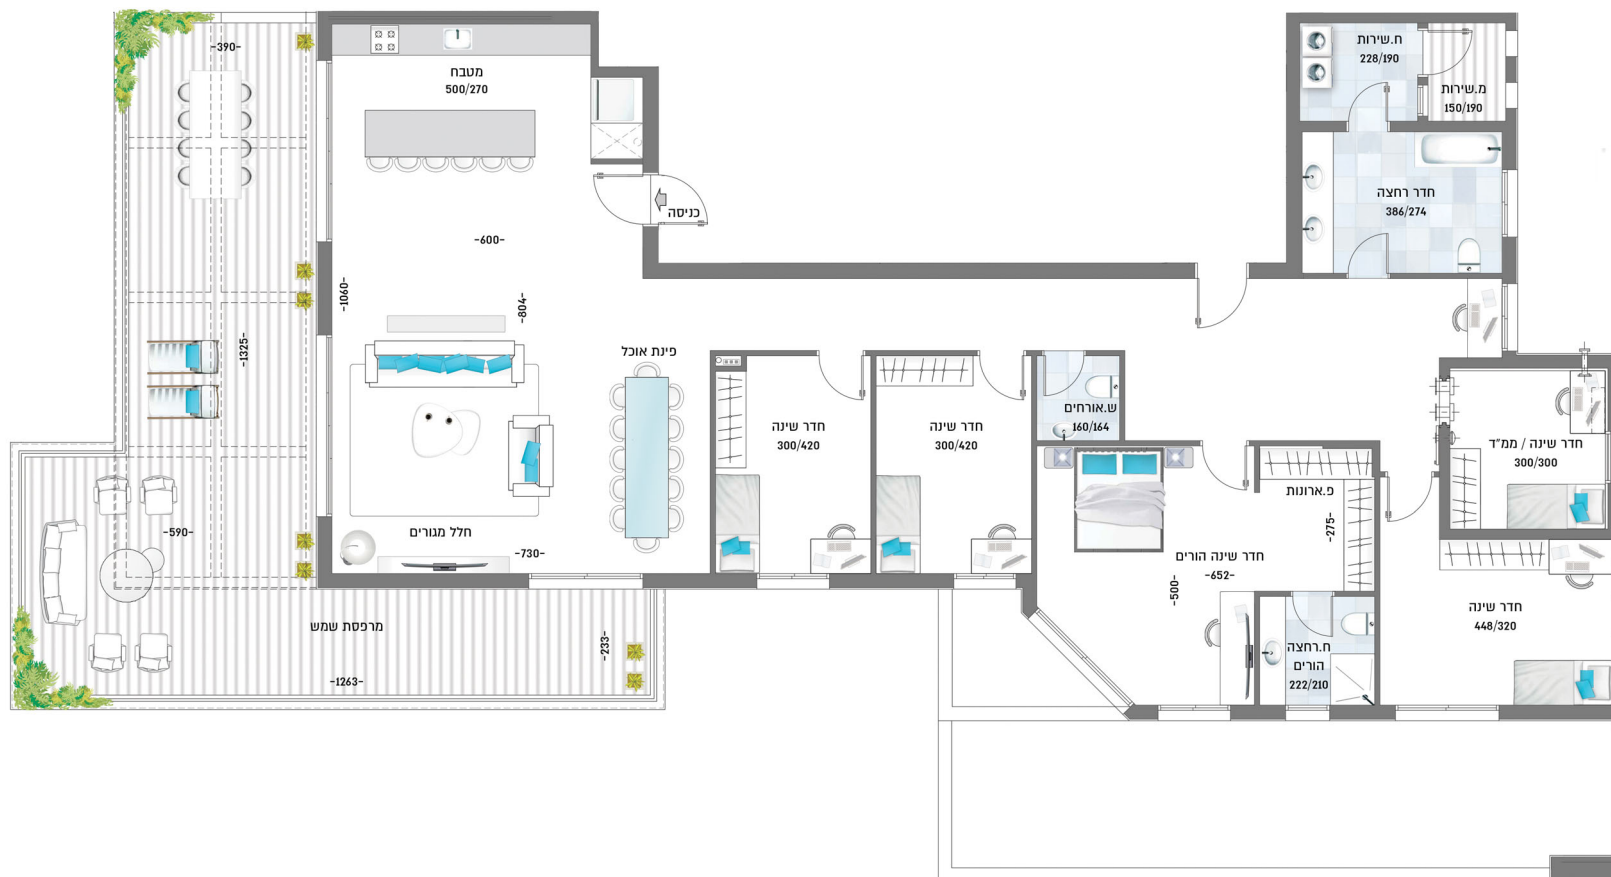 -390-
מטבח
500/270
ח.שירות
228/190
מ.שירות
150/190
חדר רחצה
386/274
כניסה
-600-
-1060-
-804-
-1325-
פינת אוכל
חדר שינה
300/420
חדר שינה
300/420
ש.אורחים
160/164
חדר שינה / ממ"ד
300/300
פ.ארונות
-275-
חלל מגורים
-730-
-590-
חדר שינה הורים
-652-
-500-
חדר שינה
448/320
ח.רחצה
הורים
222/210
מרפסת שמש
-233-
-1263-